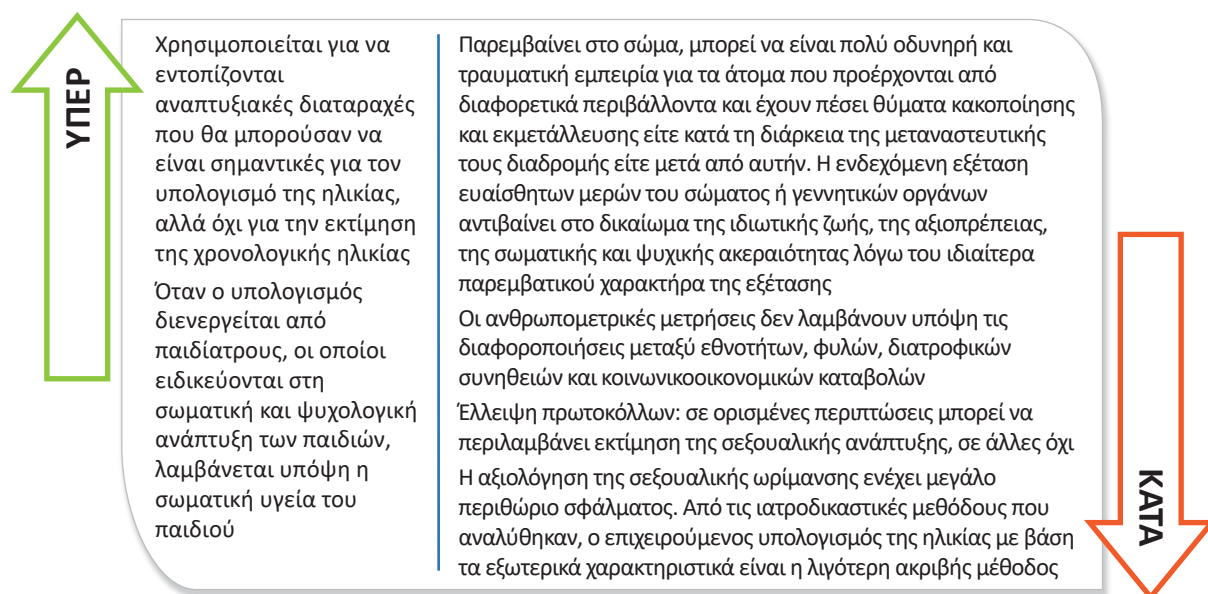 ΥΠΕΡ
Χρησιμοποιείται για να
εντοπίζονται
αναπτυξιακές διαταραχές
που θα μπορούσαν να
είναι σημαντικές για τον
υπολογισμό της ηλικίας,
αλλά όχι για την εκτίμηση
της χρονολογικής ηλικίας
Όταν ο υπολογισμός
διενεργείται από
παιδίατρους, οι οποίοι
ειδικεύονται στη
σωματική και ψυχολογική
ανάπτυξη των παιδιών,
λαμβάνεται υπόψη η
σωματική υγεία του
παιδιού
Παρεμβαίνει στο σώμα, μπορεί να είναι πολύ οδυνηρή και
τραυματική εμπειρία για τα άτομα που προέρχονται από
διαφορετικά περιβάλλοντα και έχουν πέσει θύματα κακοποίησης
και εκμετάλλευσης είτε κατά τη διάρκεια της μεταναστευτικής
τους διαδρομής είτε μετά από αυτήν. Η ενδεχόμενη εξέταση
ευαίσθητων μερών του σώματος ή γεννητικών οργάνων
αντιβαίνει στο δικαίωμα της ιδιωτικής ζωής, της αξιοπρέπειας,
της σωματικής και ψυχικής ακεραιότητας λόγω του ιδιαίτερα
παρεμβατικού χαρακτήρα της εξέτασης
Οι ανθρωπομετρικές μετρήσεις δεν λαμβάνουν υπόψη τις
διαφοροποιήσεις μεταξύ εθνοτήτων, φυλών, διατροφικών
συνηθειών και κοινωνικοοικονομικών καταβολών
Έλλειψη πρωτοκόλλων: σε ορισμένες περιπτώσεις μπορεί να
περιλαμβάνει εκτίμηση της σεξουαλικής ανάπτυξης, σε άλλες όχι
Η αξιολόγηση της σεξουαλικής ωρίμανσης ενέχει μεγάλο
περιθώριο σφάλματος. Από τις ιατροδικαστικές μεθόδους που
αναλύθηκαν, ο επιχειρούμενος υπολογισμός της ηλικίας με βάση
τα εξωτερικά χαρακτηριστικά είναι η λιγότερη ακριβής μέθοδος
ΚΑΤΑ